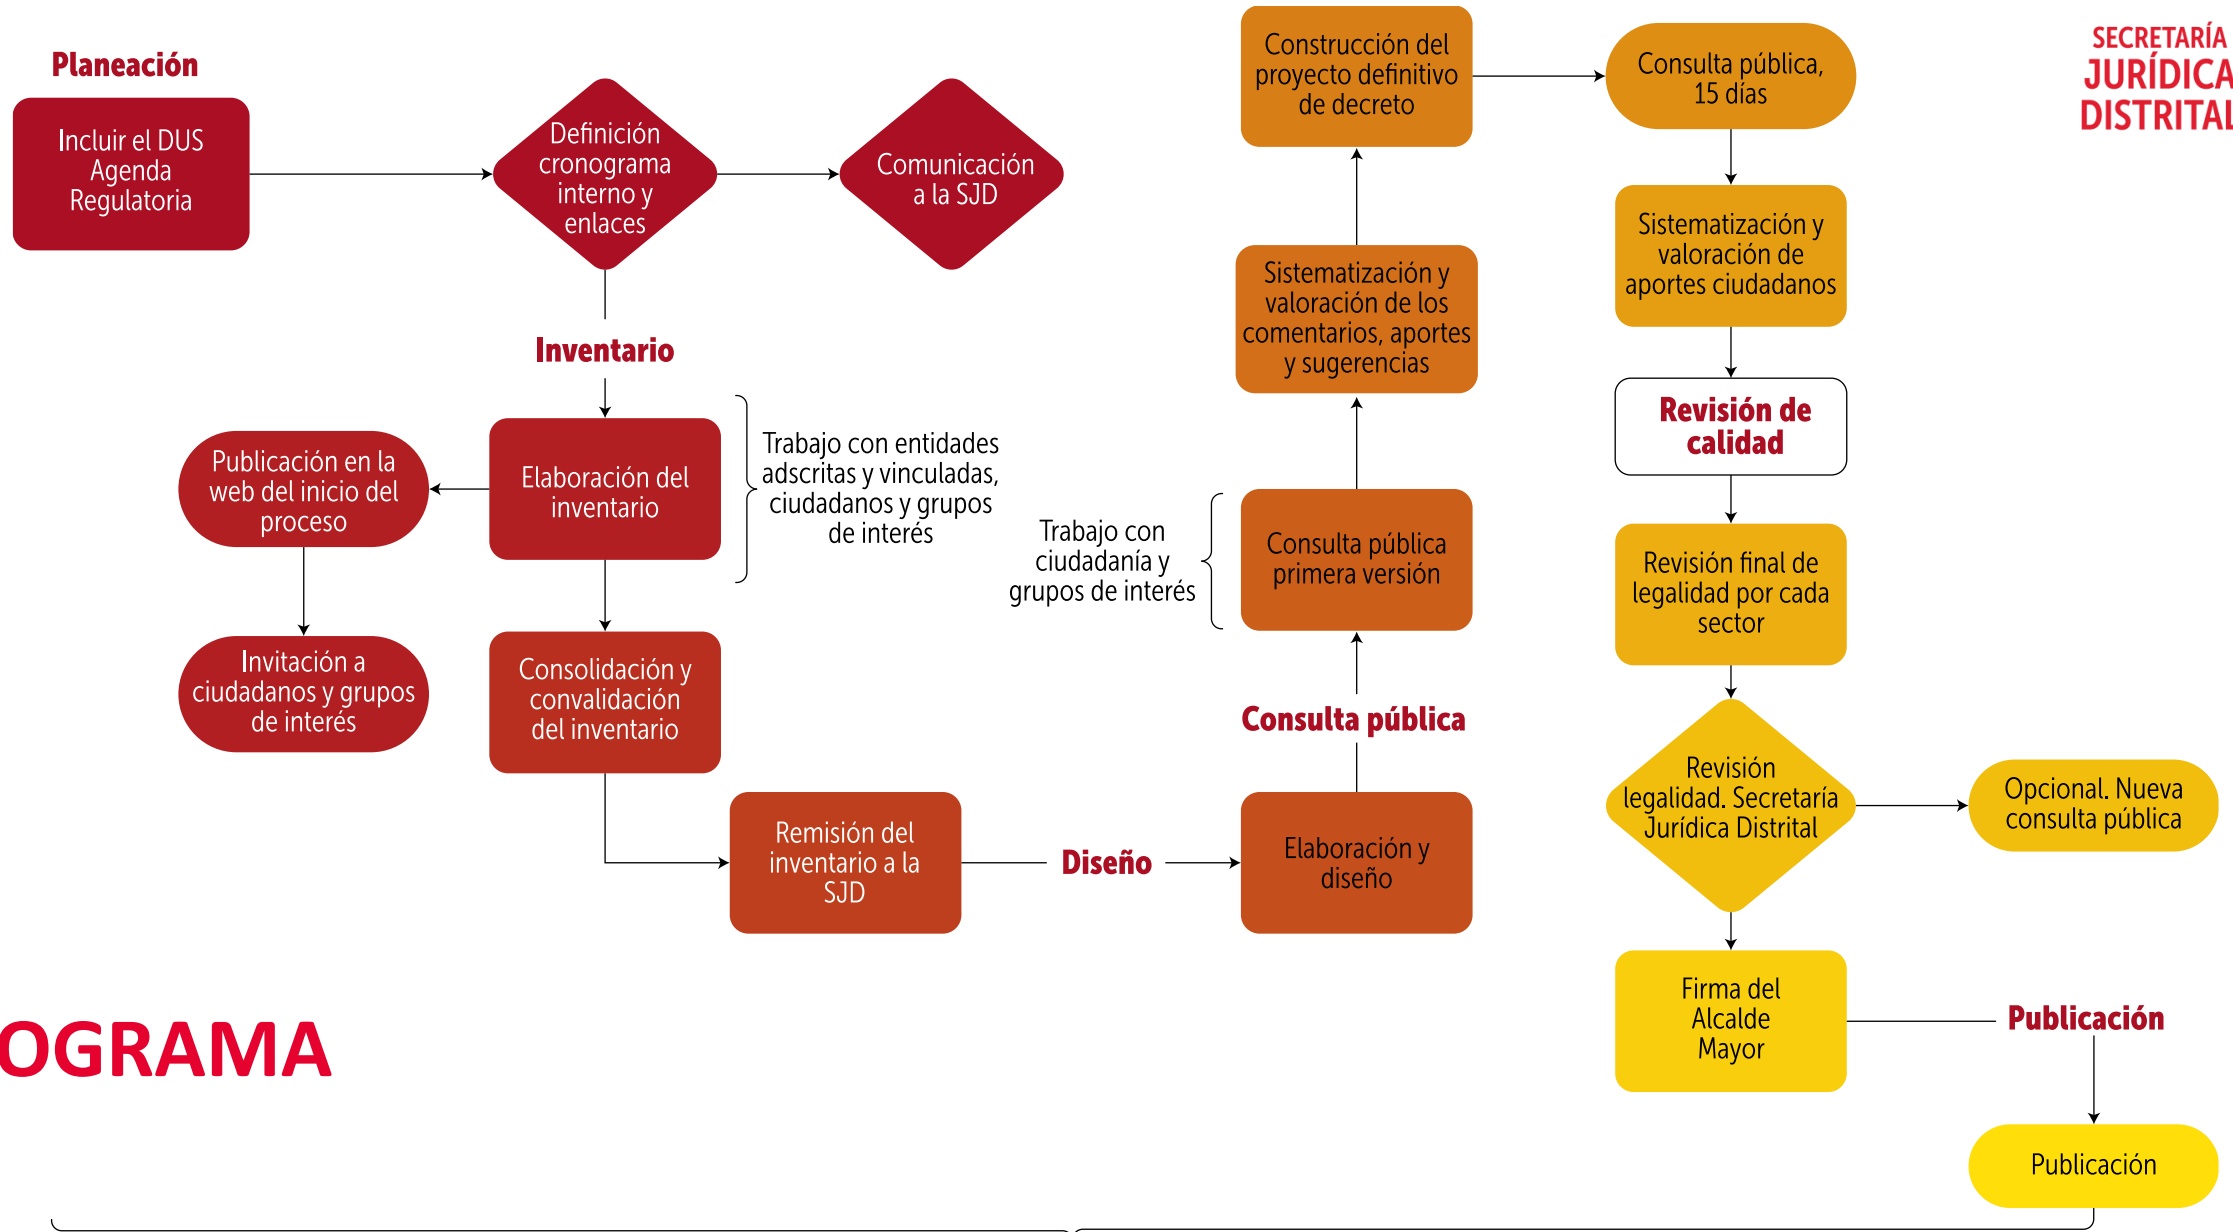 Planeación
Incluir el DUS
Agenda
Regulatoria
Definición
cronograma
interno y
enlaces
Comunicación
a la SJD
Inventario
Publicación en la
web del inicio del
proceso
Invitación a
ciudadanos y grupos
de interés
Elaboración del
inventario
Trabajo con entidades
adscritas y vinculadas,
ciudadanos y grupos
de interés
Consolidación y
convalidación
del inventario
Remisión del
inventario a la
SJD
Diseño
Elaboración y
diseño
Consulta pública
Trabajo con
ciudadanía y
grupos de interés
Consulta pública
primera versión
Sistematización y
valoración de los
comentarios, aportes
y sugerencias
Construcción del
proyecto definitivo
de decreto
Consulta pública,
15 días
Sistematización y
valoración de
aportes ciudadanos
Revisión de
calidad
Revisión final de
legalidad por cada
sector
Revisión
legalidad. Secretaría
Jurídica Distrital
Opcional. Nueva
consulta pública
Firma del
Alcalde
Mayor
Publicación
Publicación
SECRETARÍA
JURÍDICA
DISTRITAL
OGRAMA